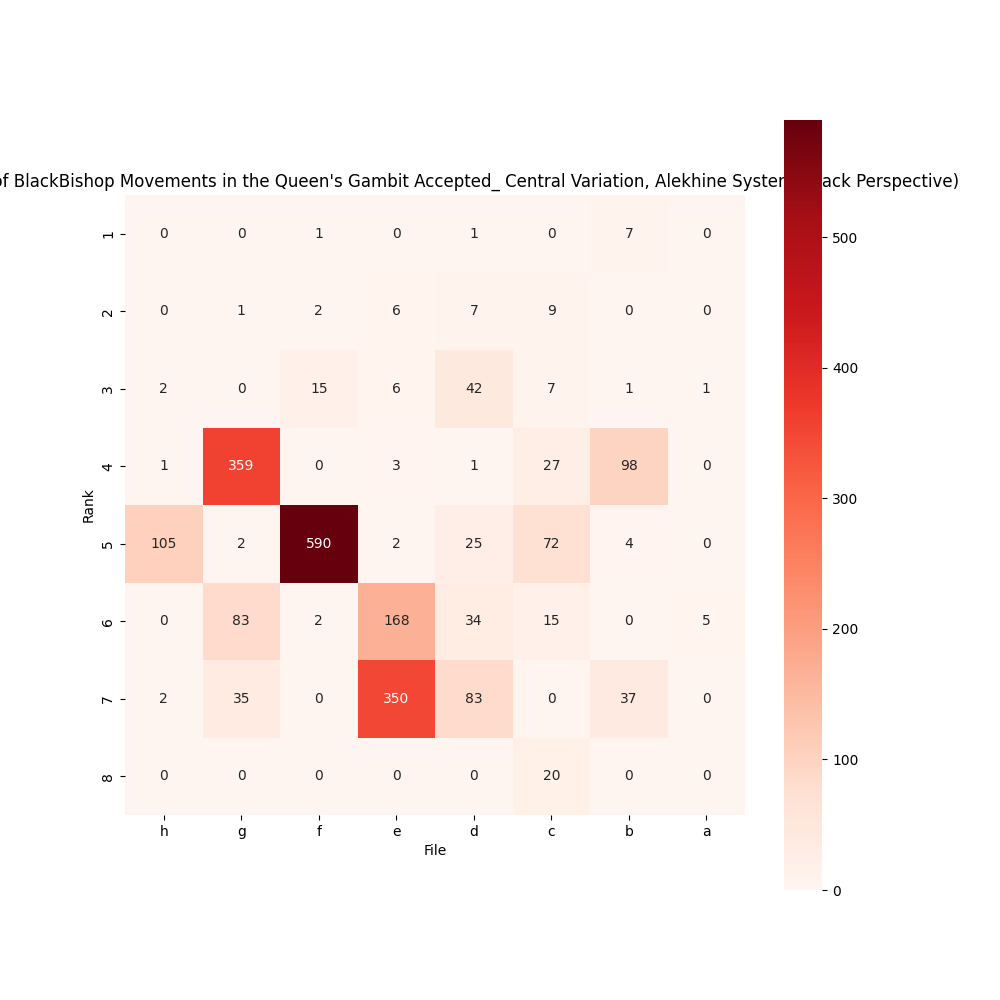 of BlackBishop Movements in the Queen's Gambit Accepted_ Central Variation, Alekhine System Perspective)
1 0 0 1 0 1 0 7 0
500
2 0 1 2 6 7 9 0 0
3 2 0 15 6 42 7 1 1
400
4 1 359 0 3 1 27 98 0
300
Rank
5 105 2 590 2 25 72 4 0
6 0 83 2 168 34 15 0 5
200
7 2 35 0 350 83 0 37 0
100
8 0 0 0 0 0 20 0 0
h g f e d c b a
File
0